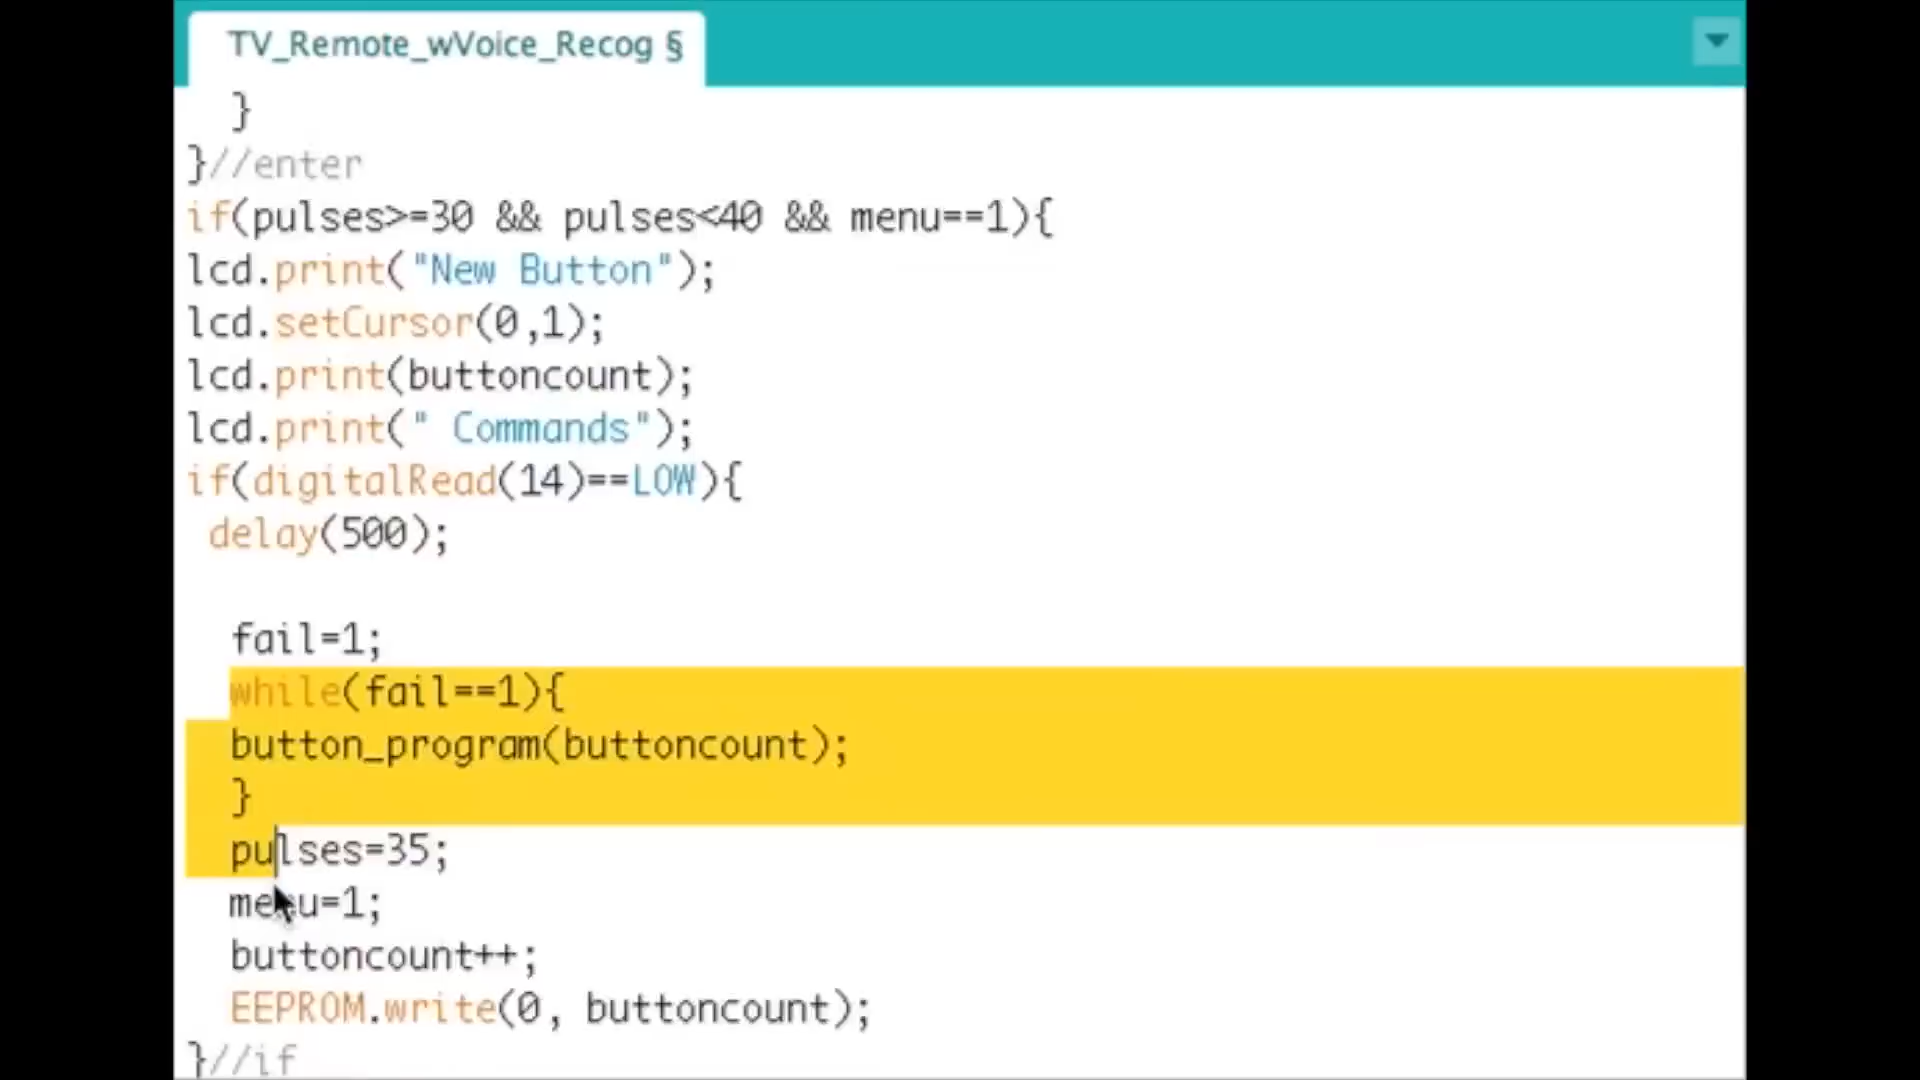 TV_Remote_wVoice_Recog §
}
}//enter
if(pulses>=30 && pulses<40 && menu==1){
lcd.print("New Button");
lcd.setCursor(0,1);
lcd.print(buttoncount);
lcd.print(" Commands");
if(digitalRead(14)==LOW){
delay(500);
fail=1;
while(fail==1){
button_program(buttoncount);
}
pulses=35;
menu=1;
buttoncount++;
EEPROM.write(0, buttoncount);
}//if